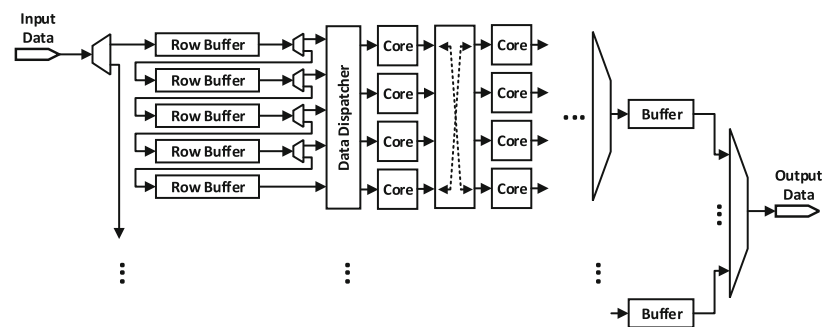 Input
Data
Row Buffer
Row Buffer
Row Buffer
Row Buffer
Row Buffer
Data Dispatcher
Core
Core
Core
Core
Core
Core
Core
Core
Buffer
Buffer
Output
Data